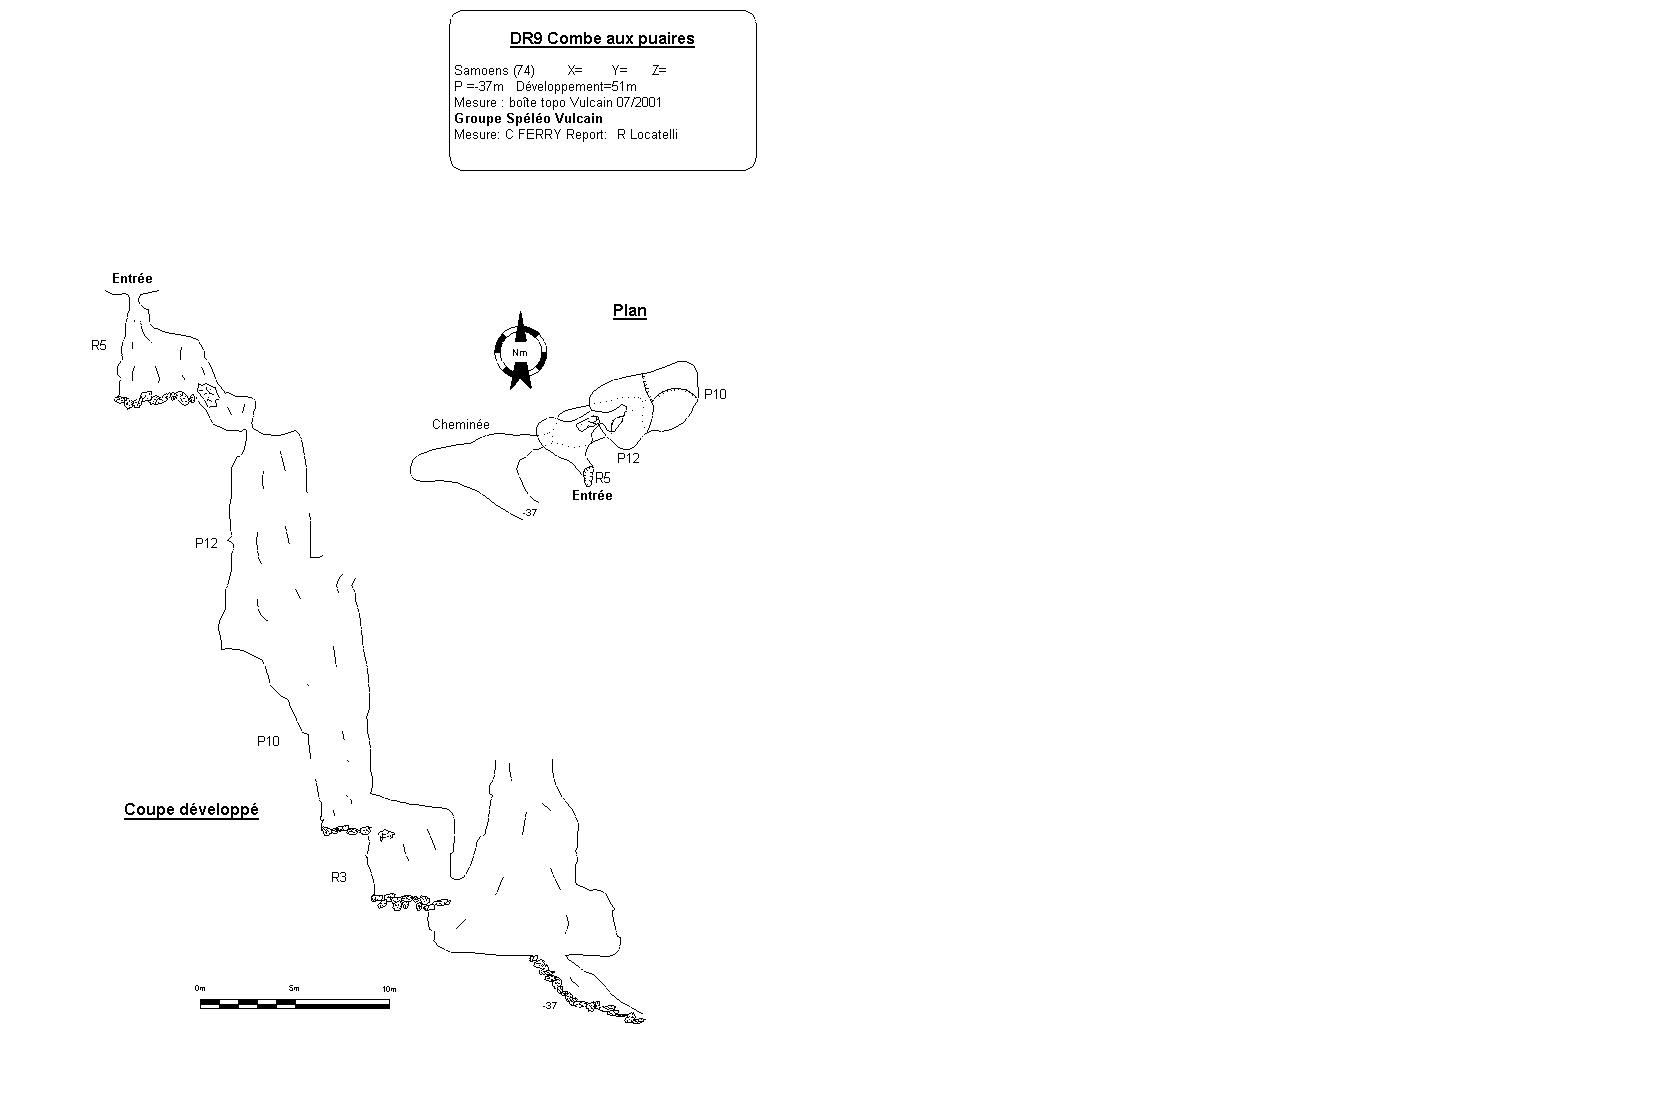 DR9 Combe aux puaires
Samoens (74) X= Y= Z=
P =-37m Développement=51m
Mesure : boîte topo Vulcain 07/2001
Groupe Spéléo Vulcain
Mesure: C FERRY Report: R Locatelli
Entrée
R5
P12
P10
Coupe développé
R3
-37
0m 5m 10m
Plan
Nm
Cheminée
P10
P12
R5
Entrée
-37